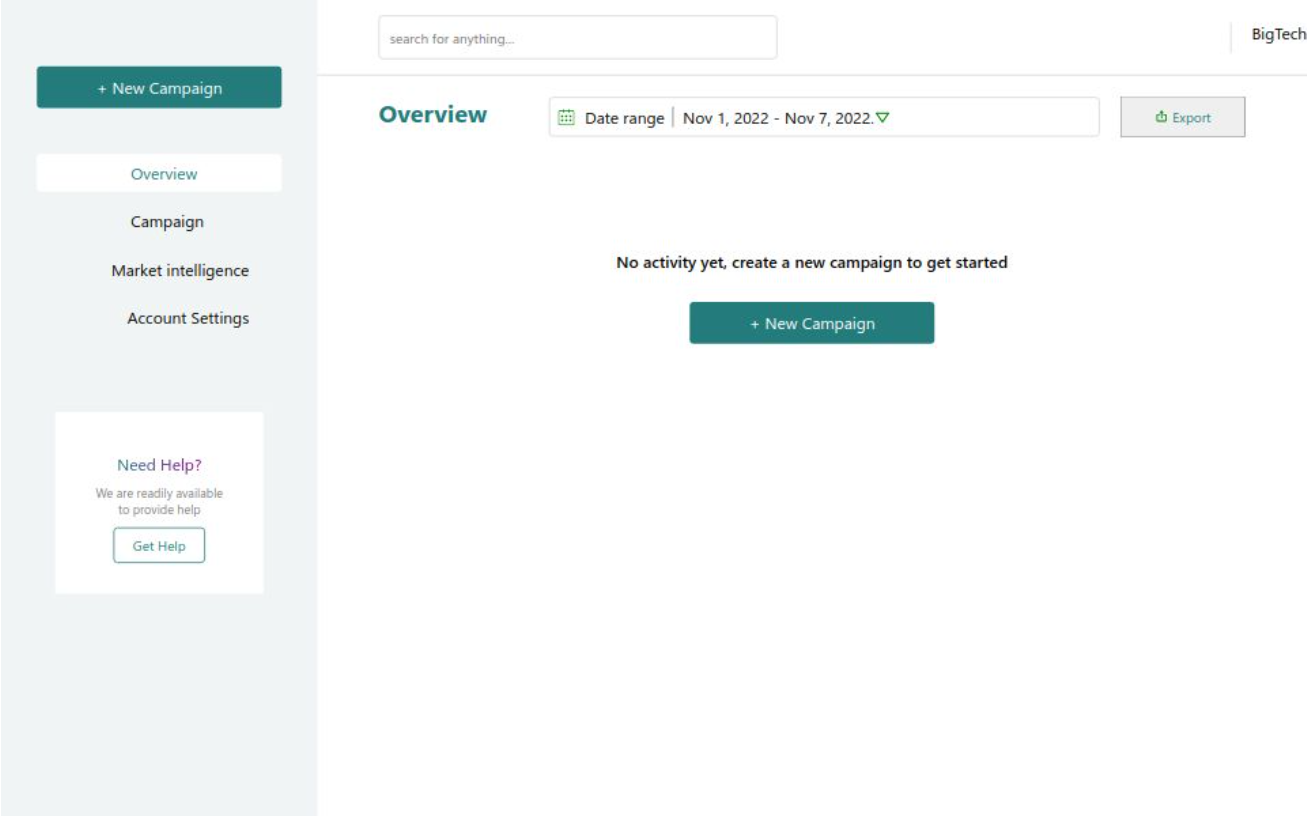 search for anything...
BigTech
+ New Campaign
Overview
Date range | Nov 1, 2022 - Nov 7, 2022.
Export
Overview
Campaign
Market intelligence
Account Settings
No activity yet, create a new campaign to get started
+ New Campaign
Need Help?
We are readily available
to provide help
Get Help